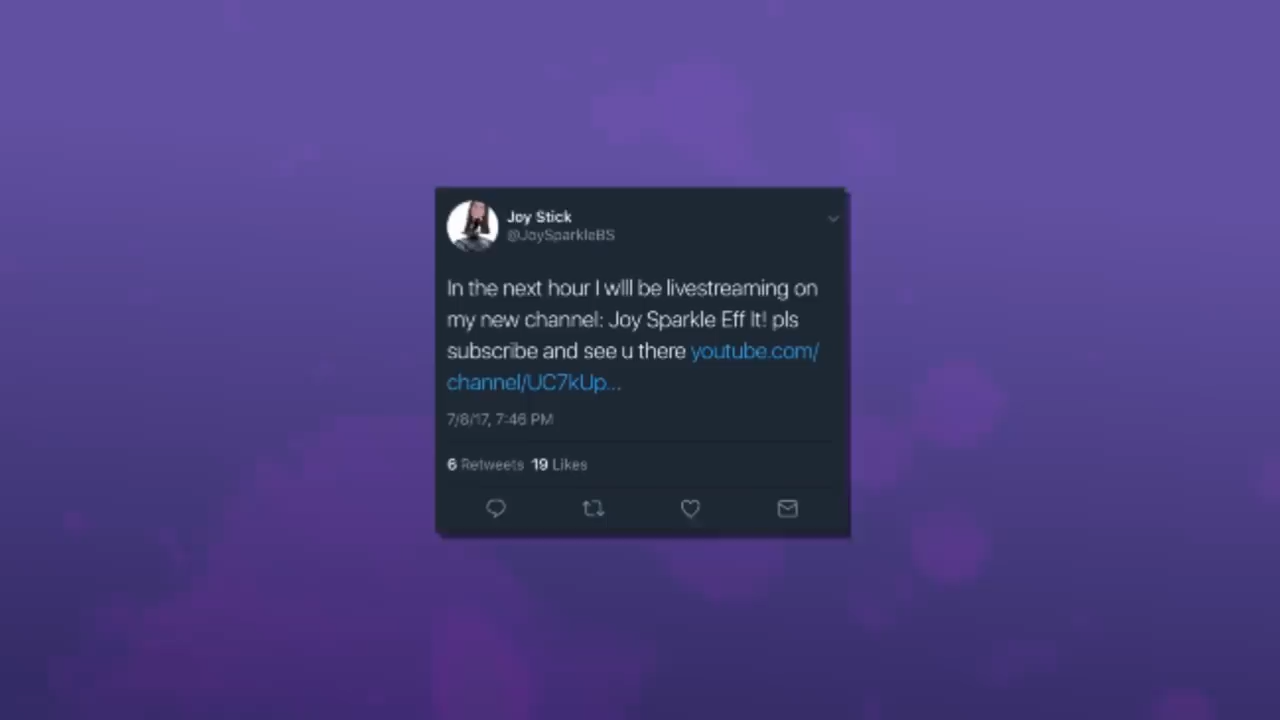 Joy Stick
@JoySparkleBS
In the next hour I will be livestreaming on
my new channel: Joy Sparkle Eff It! pls
subscribe and see u there youtube.com/
channel/UC7kUp...
7/8/17, 7:46 PM
6 Retweets 19 Likes